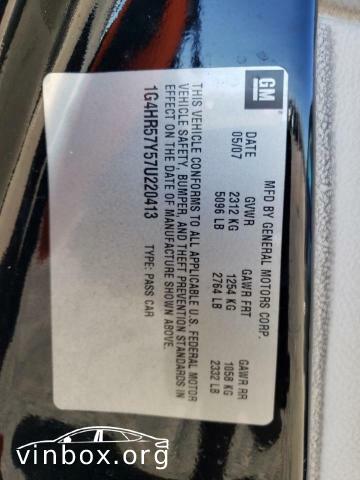 GM
MFD BY GENERAL MOTORS CORP.
DATE GVWR GAWR FRT GAWR RR
05/07 2312 KG 1254 KG 1058 KG
5096 LB 2764 LB 2332 LB
THIS VEHICLE CONFORMS TO ALL APPLICABLE U.S. FEDERAL MOTOR
VEHICLE SAFETY, BUMPER, AND THEFT PREVENTION STANDARDS IN
EFFECT ON THE DATE OF MANUFACTURE SHOWN ABOVE.
1G4HR57Y57U220413 TYPE: PASS CAR
vinbox.org